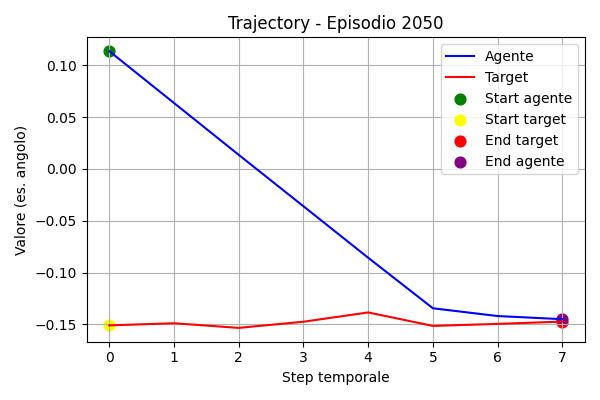 Trajectory - Episodio 2050
Valore (es. angolo)
0.10
0.05
0.00
−0.05
−0.10
−0.15
0 1 2 3 4 5 6 7
Step temporale
Agente
Target
Start agente
Start target
End target
End agente